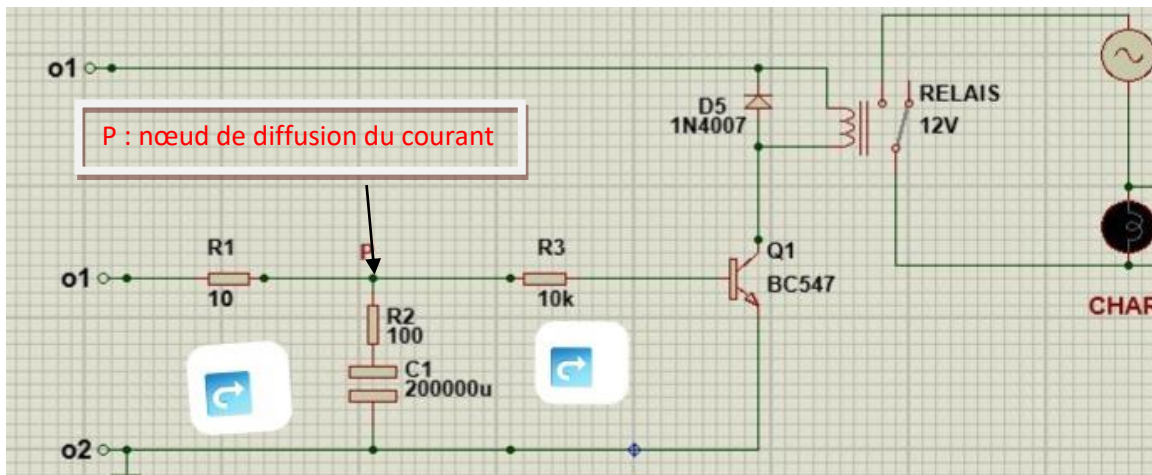 o1
RELAIS
D5
1N4007
12V
P : nœud de diffusion du courant
P
R1
R3
Q1
o1
10
10k
BC547
R2
100
CHAR
C1
200000u
o2